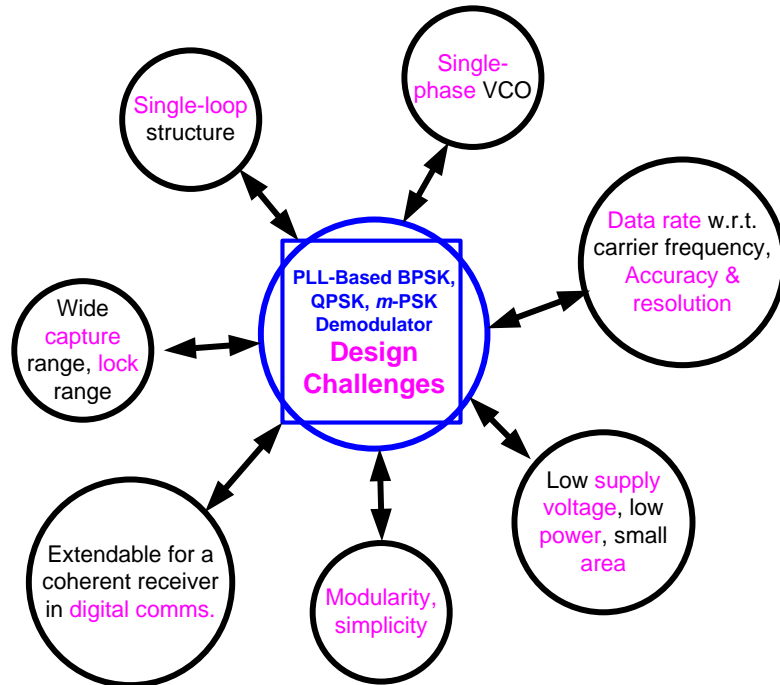 Single-loop
structure
Single-
phase VCO
Data rate w.r.t.
carrier frequency,
Accuracy &
resolution
PLL-Based BPSK,
QPSK, m-PSK
Demodulator
Design
Challenges
Wide
capture
range, lock
range
Low supply
voltage, low
power, small
area
Extendable for a
coherent receiver
in digital comms.
Modularity,
simplicity